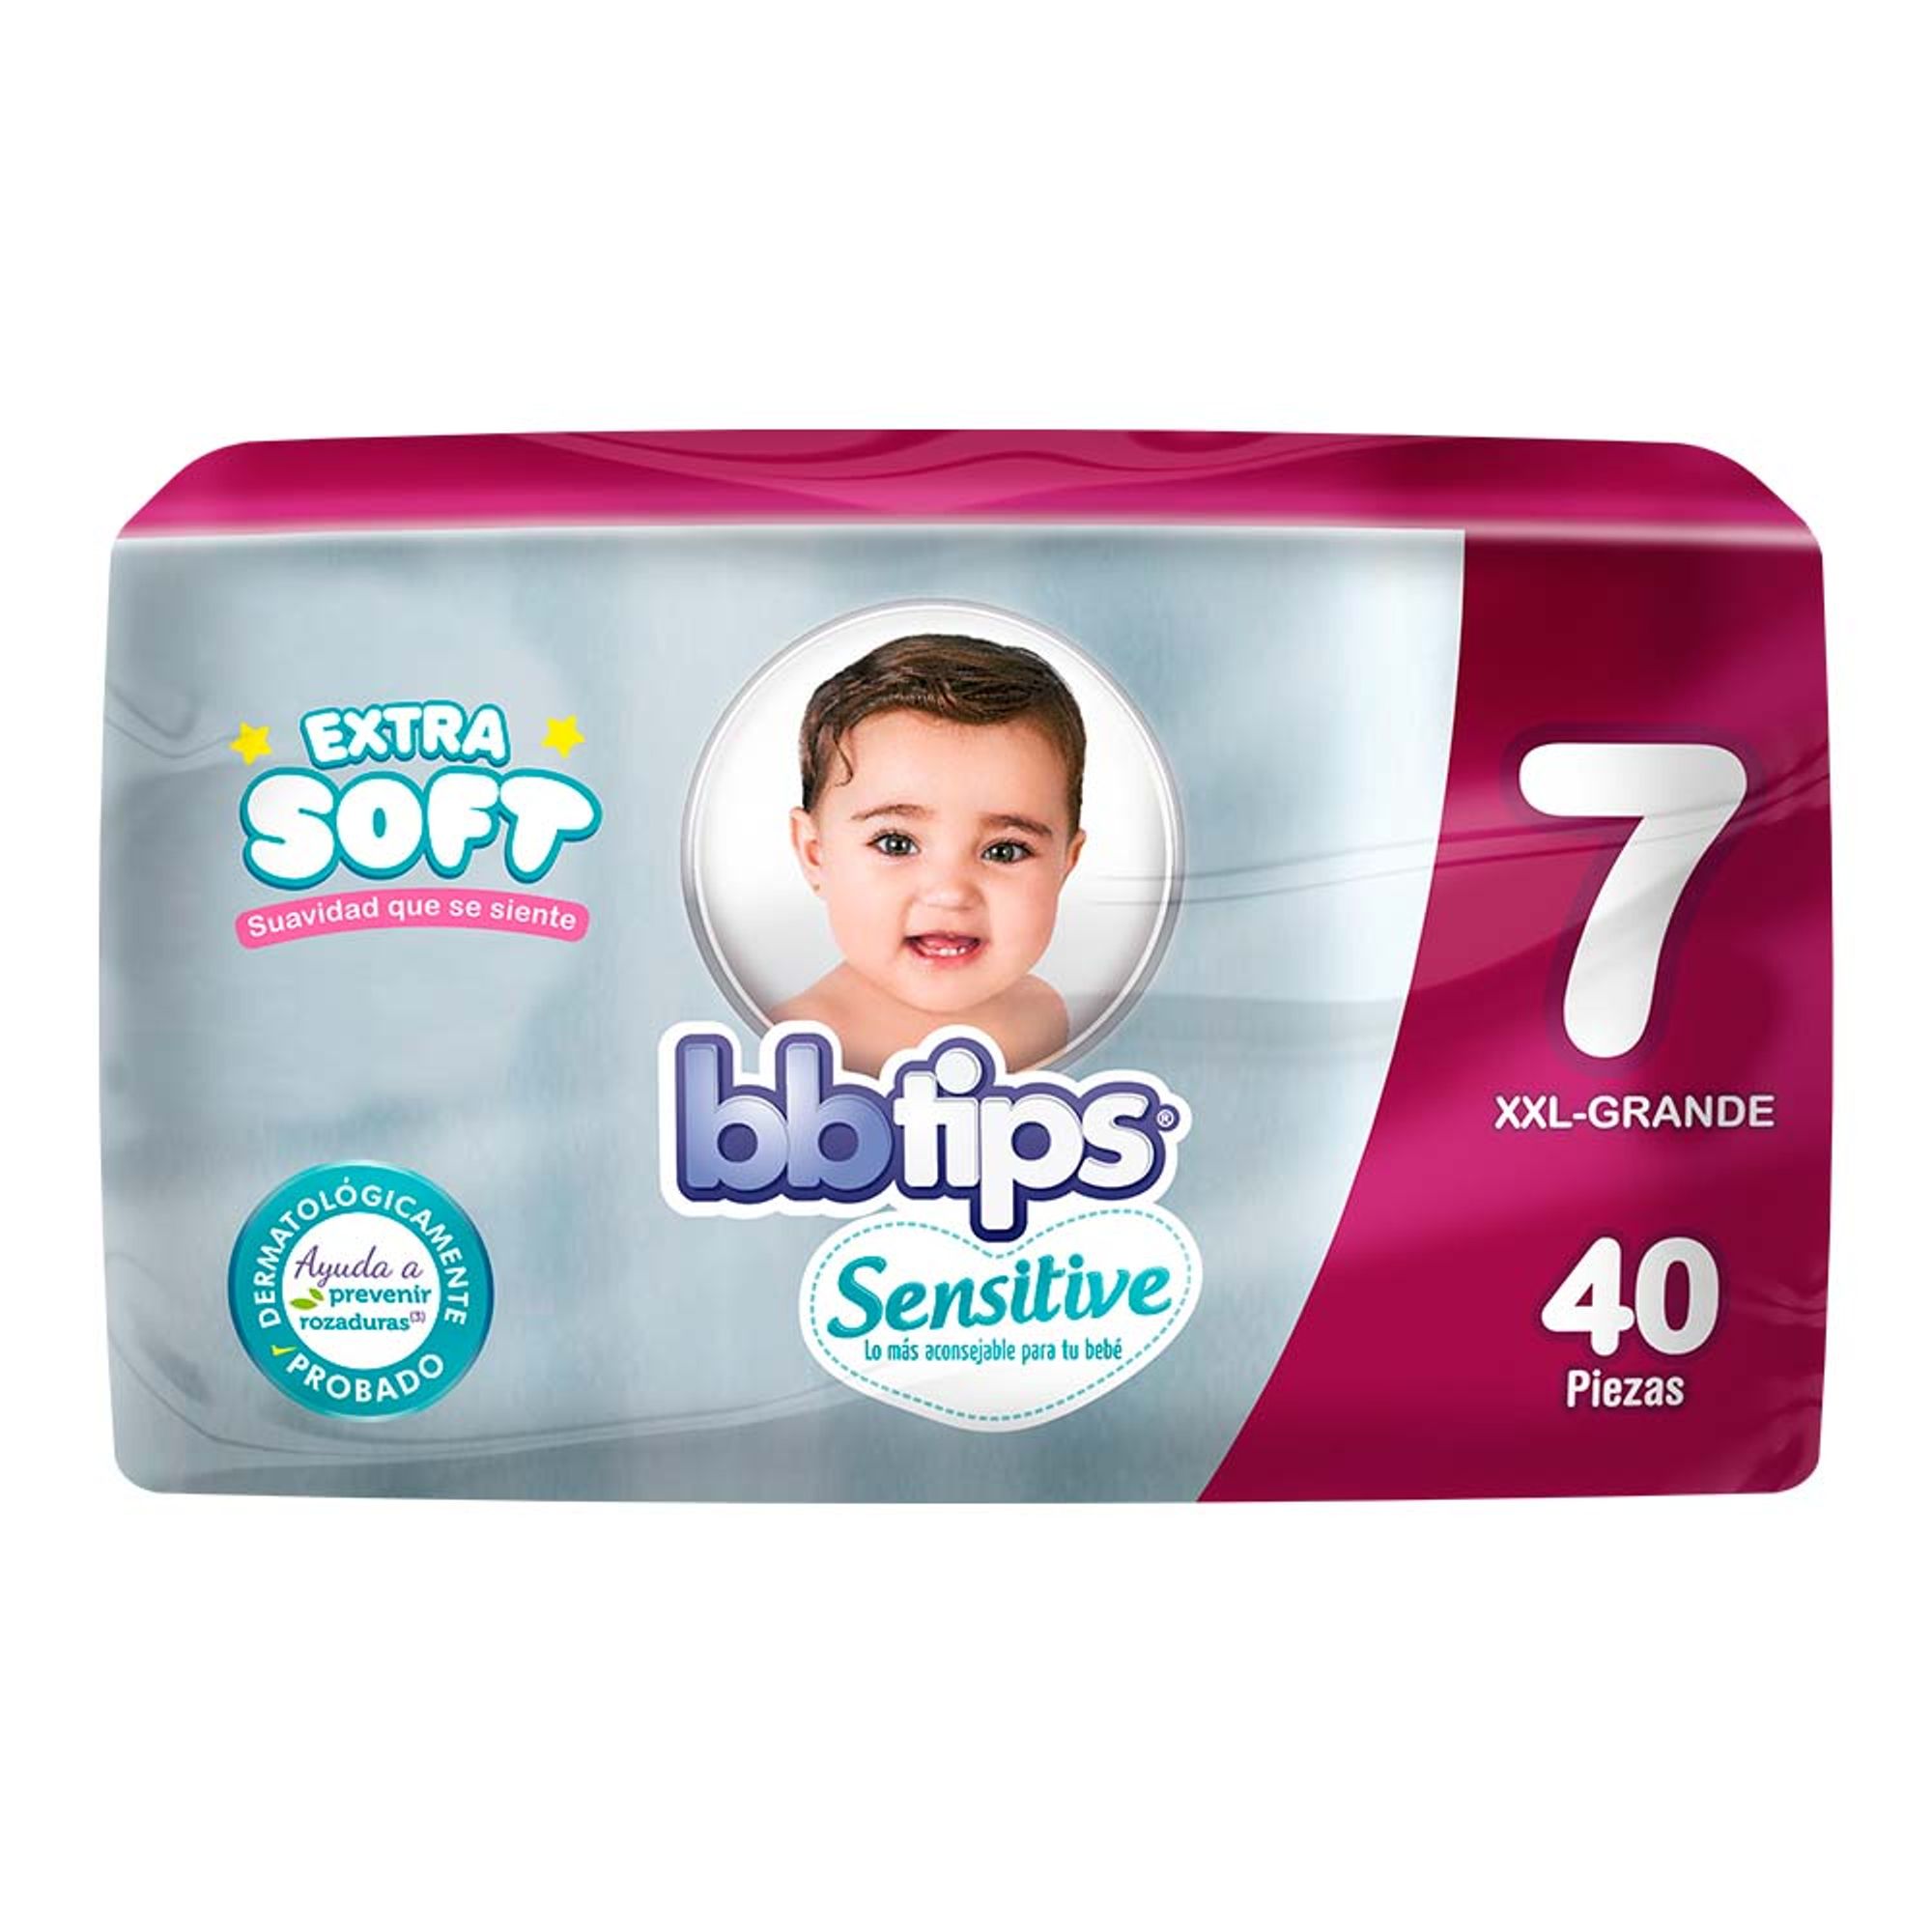 EXTRA
SOFT
Suavidad que se siente
DERMATOLÓGICAMENTE
Ayuda a
prevenir
rozaduras(3)
PROBADO
bbtips®
Sensitive
Lo más aconsejable para tu bebé
7
XXL-GRANDE
40
Piezas